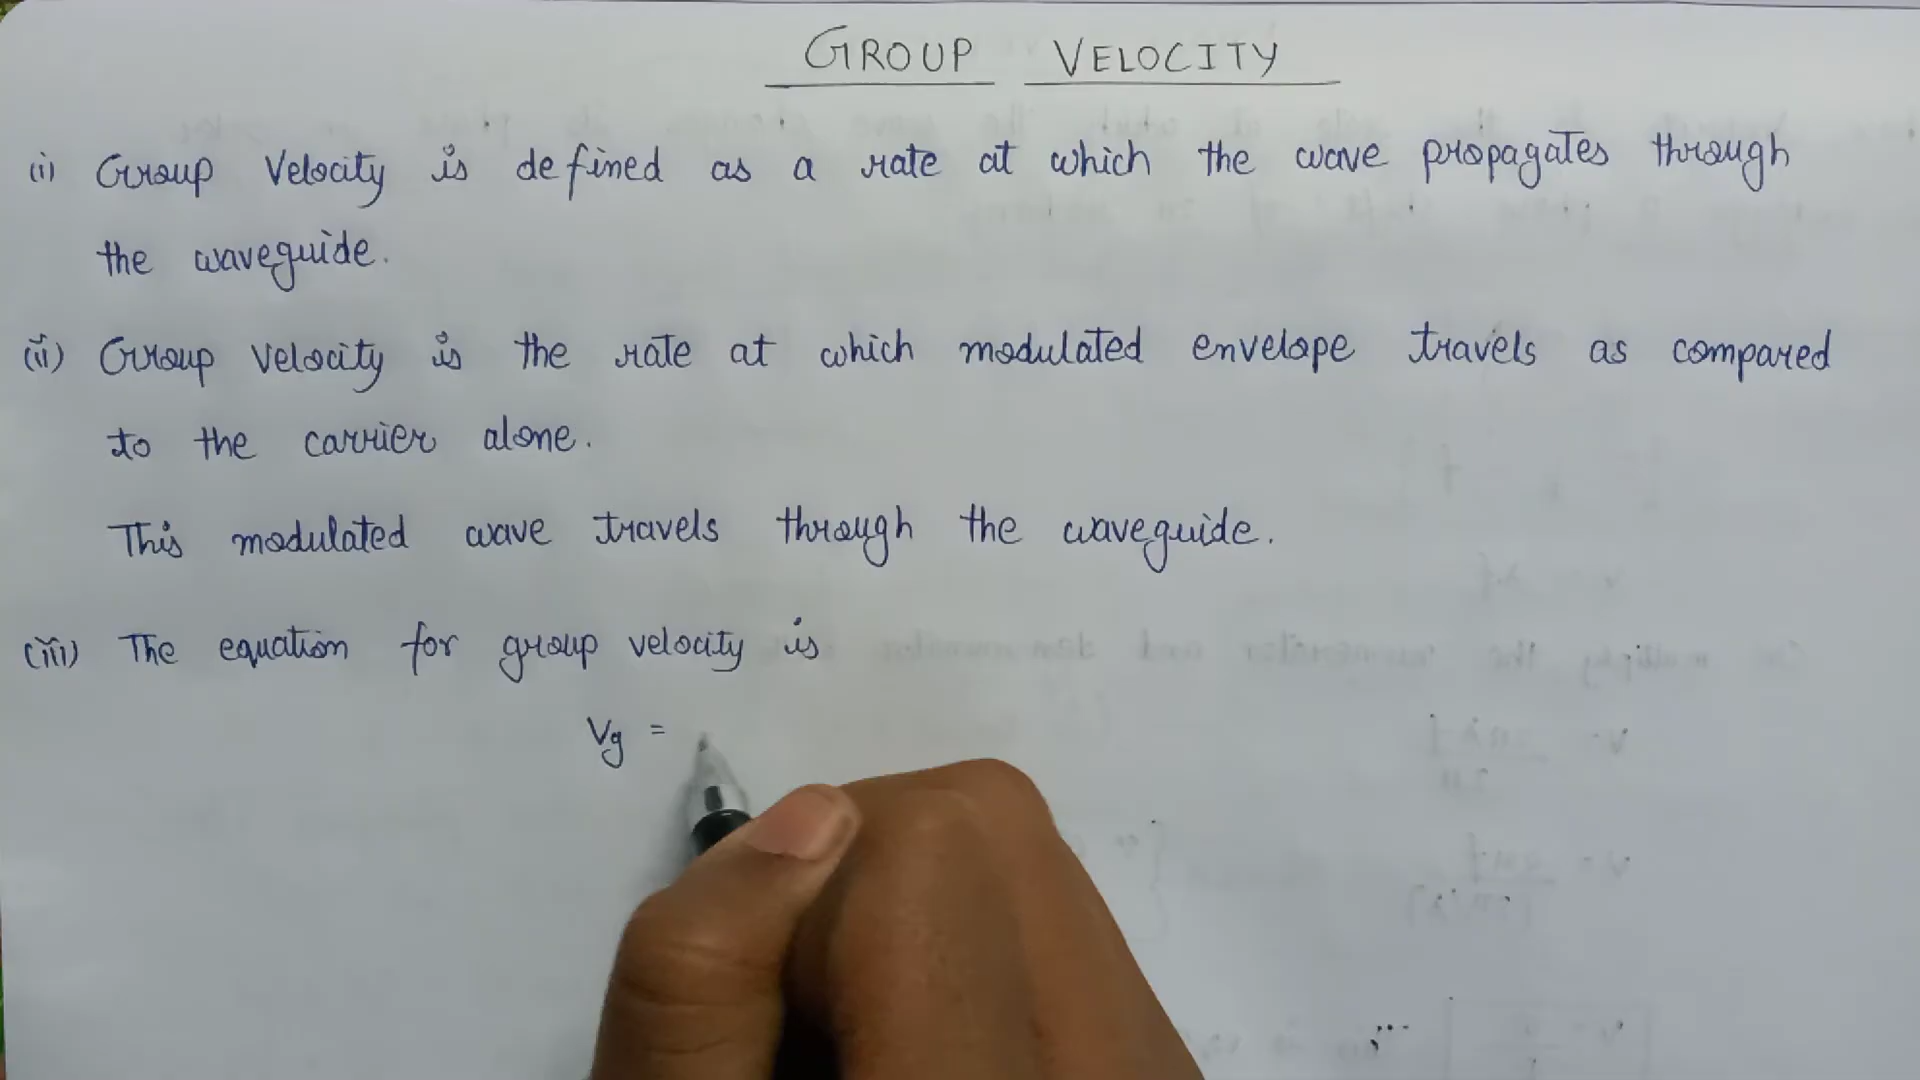 GROUP VELOCITY
(i) Group Velocity is defined as a rate at which the wave propagates through
the waveguide.
(ii) Group velocity is the rate at which modulated envelope travels as compared
to the carrier alone.
This modulated wave travels through the waveguide.
(iii) The equation for group velocity is
Vg =